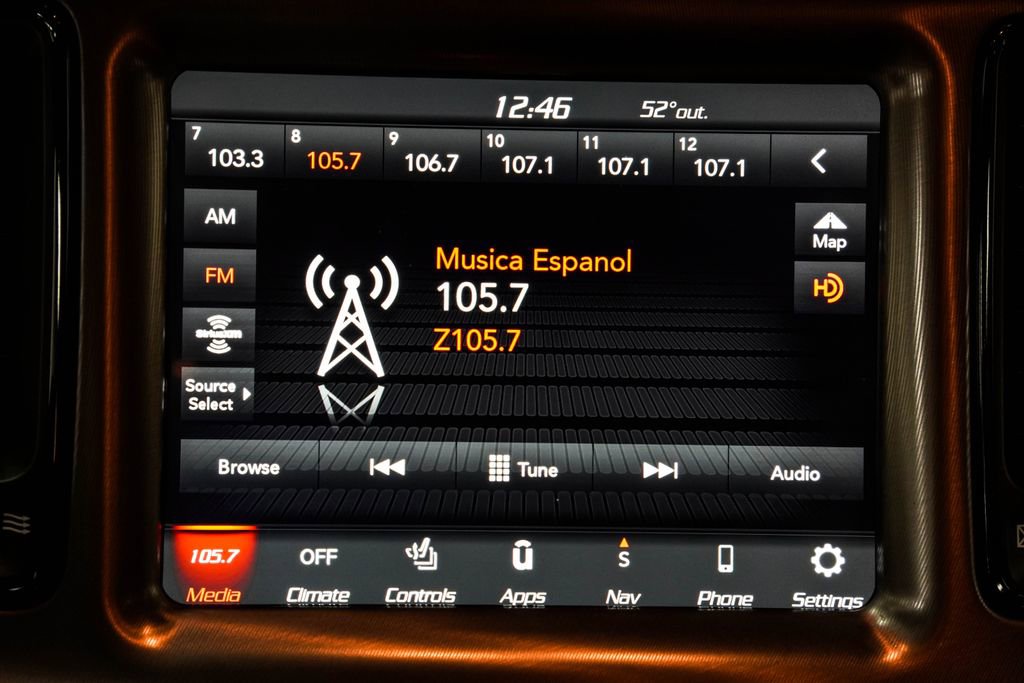 12:46 52° out.
7 8 9 10 11 12
103.3 105.7 106.7 107.1 107.1 107.1
AM
Map
FM
HD
SiriusXM
Musica Espanol
105.7
Z105.7
Source
Select
Browse Tune Audio
105.7 OFF û S
Media Climate Controls Apps Nav Phone Settings